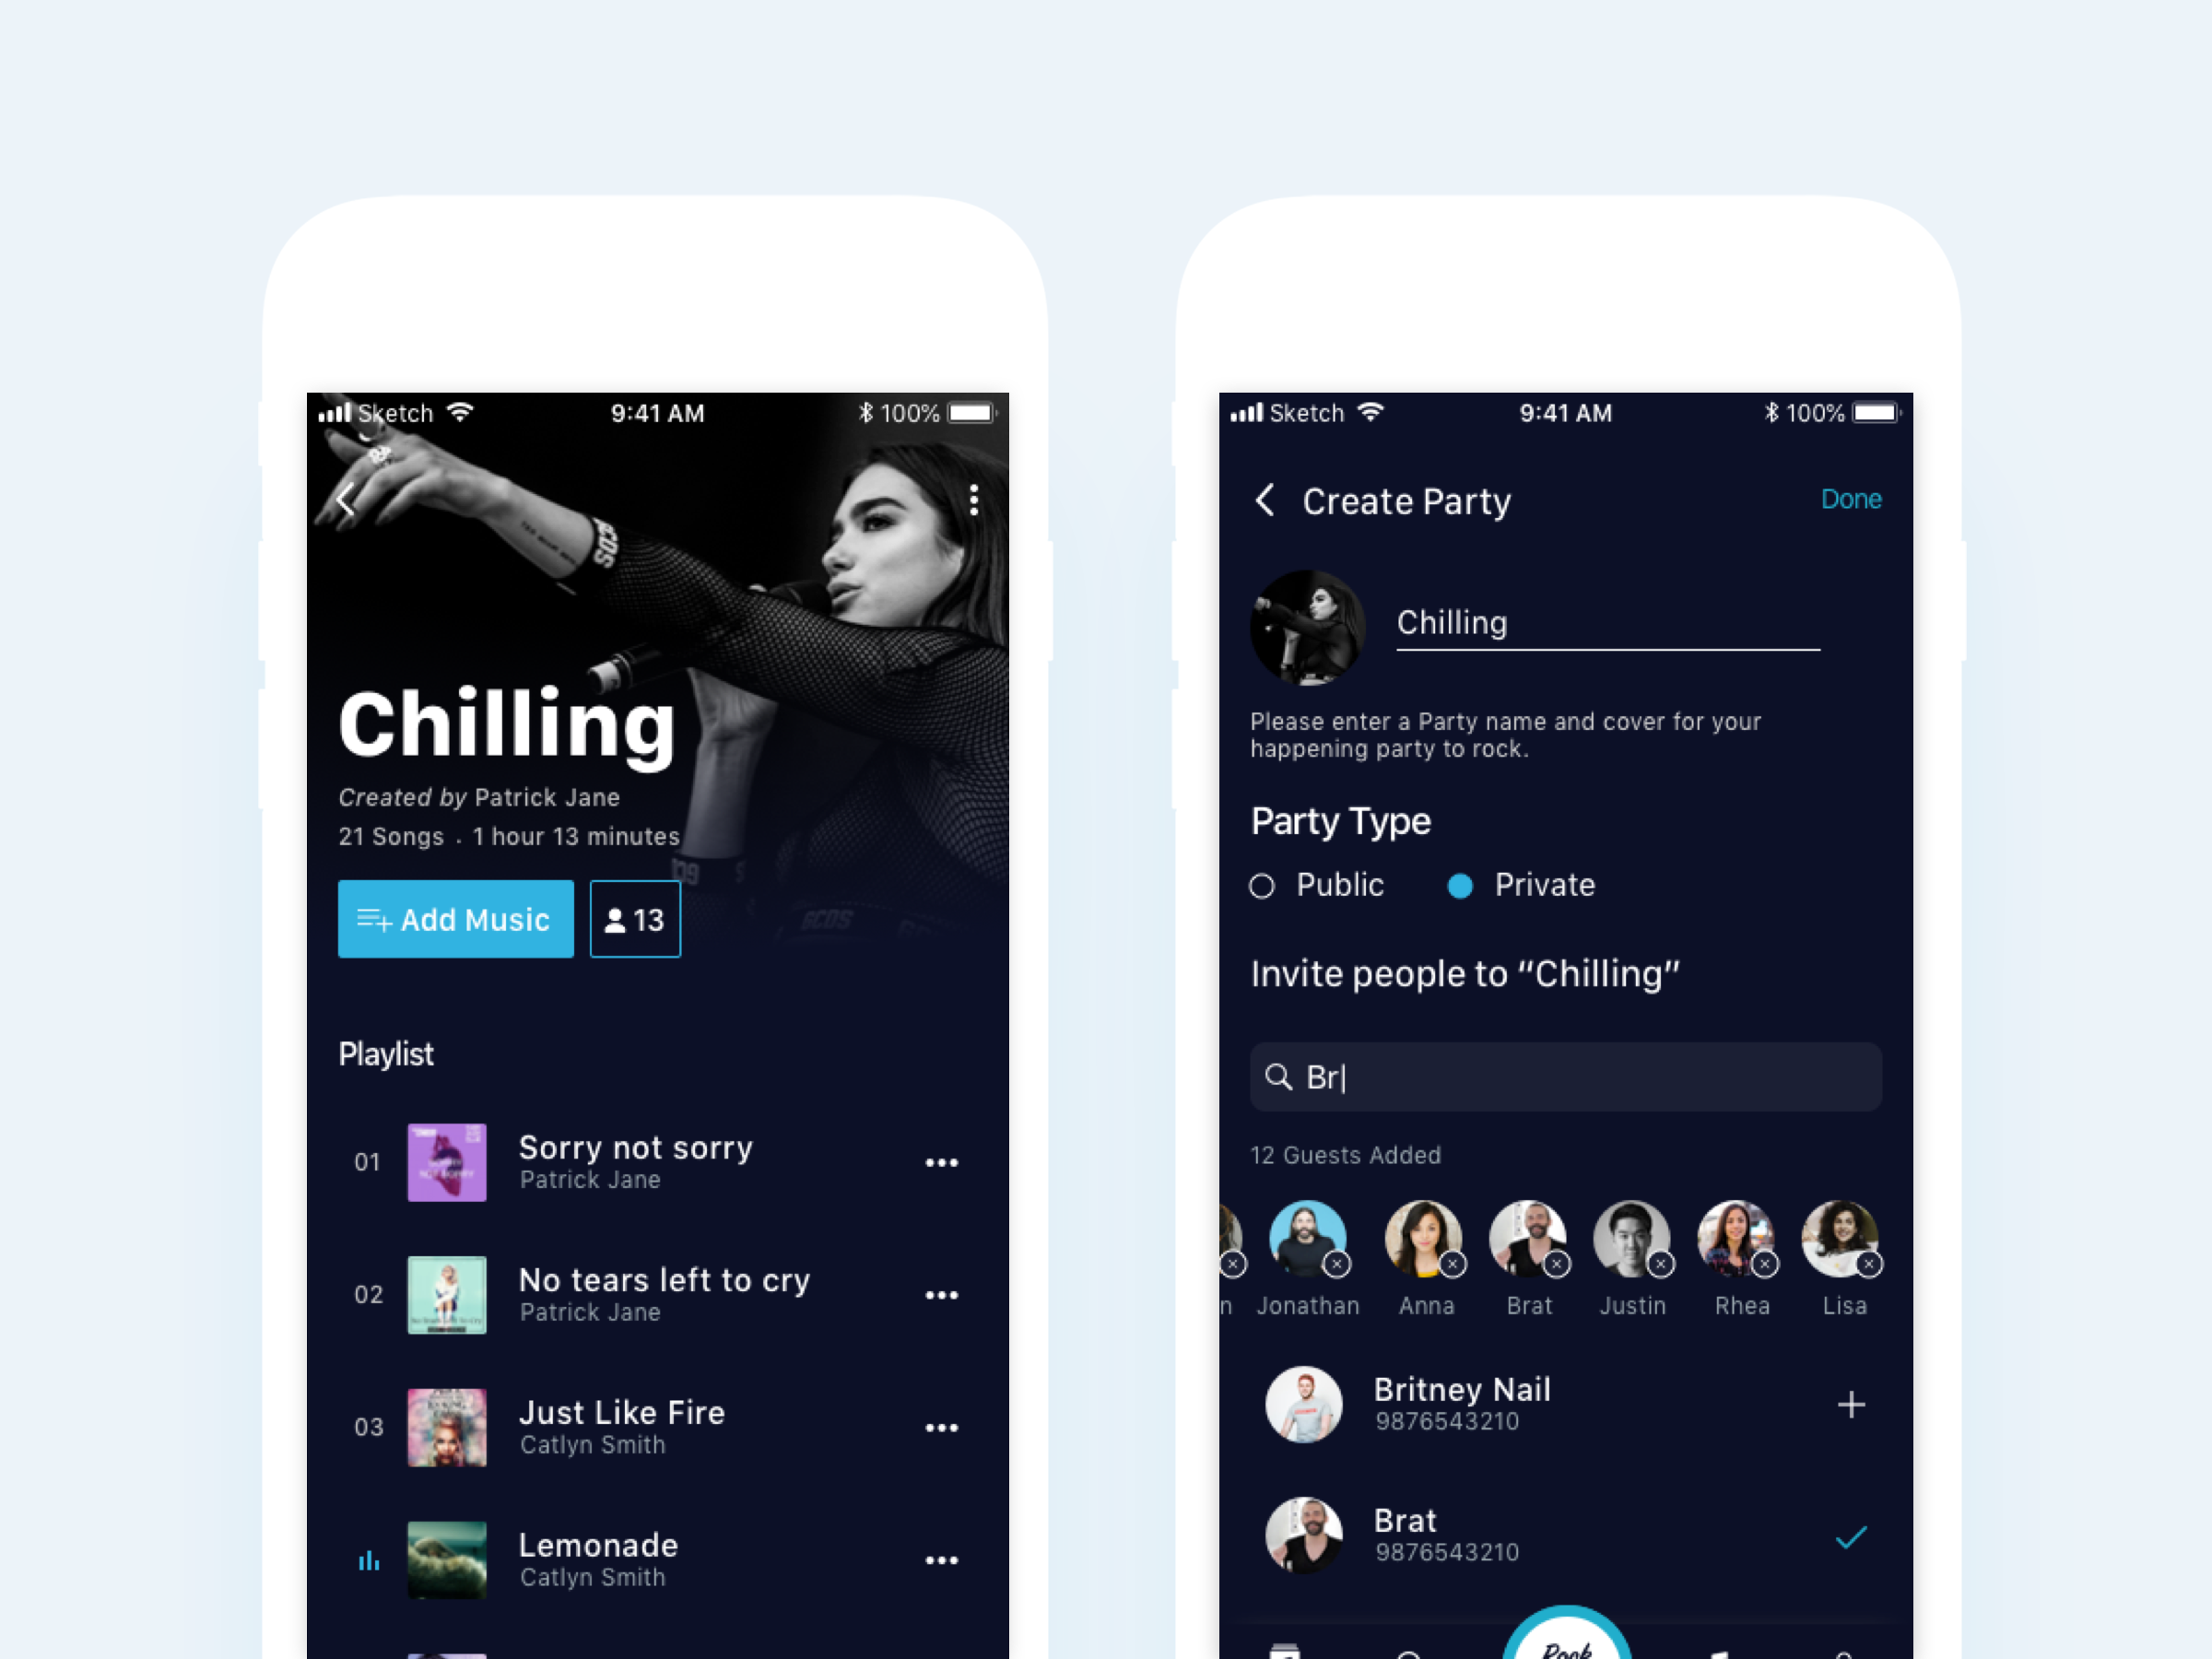 Sketch 9:41 AM 100%
GCDS
Chilling
Created by Patrick Jane
21 Songs · 1 hour 13 minutes
Add Music 13
GCDS
Playlist
01 Sorry not sorry
Patrick Jane
02 No tears left to cry
Patrick Jane
03 Just Like Fire
Catlyn Smith
Lemonade
Catlyn Smith
Sketch 9:41 AM 100%
Create Party Done
Chilling
Please enter a Party name and cover for your
happening party to rock.
Party Type
Public Private
Invite people to “Chilling”
Br
12 Guests Added
n Jonathan Anna Brat Justin Rhea Lisa
Britney Nail
9876543210
Brat
9876543210
Rock